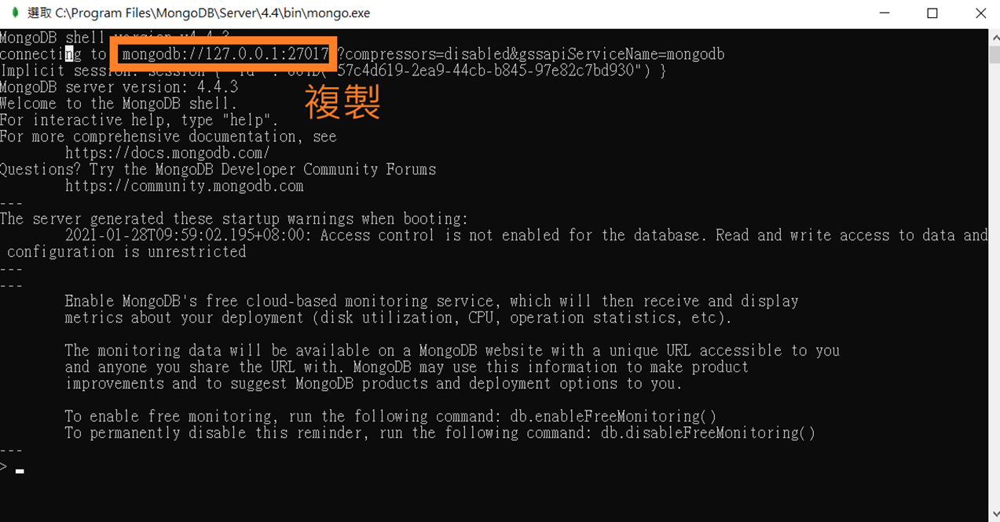 選取 C:\Program Files\MongoDB\Server\4.4\bin\mongo.exe
MongoDB shell version v4.4.3
connecting to mongodb://127.0.0.1:27017 ?compressors=disabled&gssapiServiceName=mongodb
Implicit session: session { "id" : UUID("57c4d619-2ea9-44cb-b845-97e82c7bd930") }
MongoDB server version: 4.4.3
複製
Welcome to the MongoDB shell.
For interactive help, type "help".
For more comprehensive documentation, see
https://docs.mongodb.com/
Questions? Try the MongoDB Developer Community Forums
https://community.mongodb.com
---
The server generated these startup warnings when booting:
2021-01-28T09:59:02.195+08:00: Access control is not enabled for the database. Read and write access to data and
configuration is unrestricted
---
---
Enable MongoDB's free cloud-based monitoring service, which will then receive and display
metrics about your deployment (disk utilization, CPU, operation statistics, etc).
The monitoring data will be available on a MongoDB website with a unique URL accessible to you
and anyone you share the URL with. MongoDB may use this information to make product
improvements and to suggest MongoDB products and deployment options to you.
To enable free monitoring, run the following command: db.enableFreeMonitoring()
To permanently disable this reminder, run the following command: db.disableFreeMonitoring()
---
>